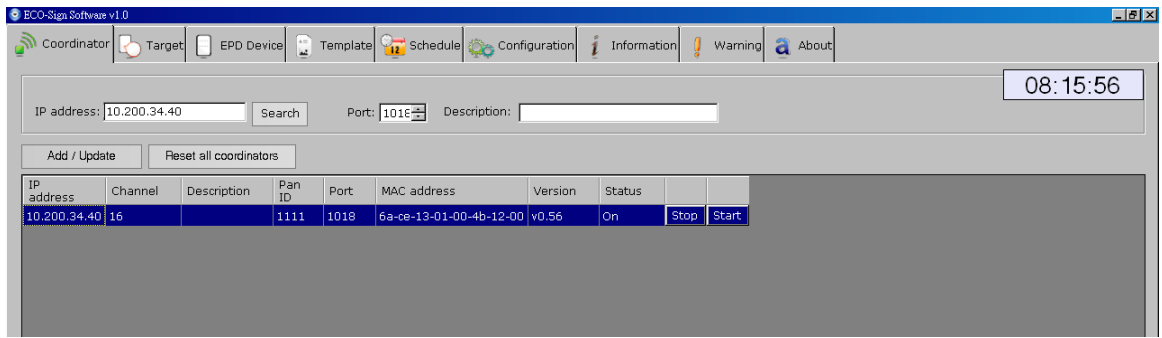 ECO-Sign Software v1.0
Coordinator Target EPD Device Template Schedule Configuration Information Warning About
08:15:56
IP address: 10.200.34.40 Search Port: 1018 Description:
Add / Update Reset all coordinators
IP address Channel Description Pan ID Port MAC address Version Status
10.200.34.40 16 1111 1018 6a-ce-13-01-00-4b-12-00 v0.56 On Stop Start